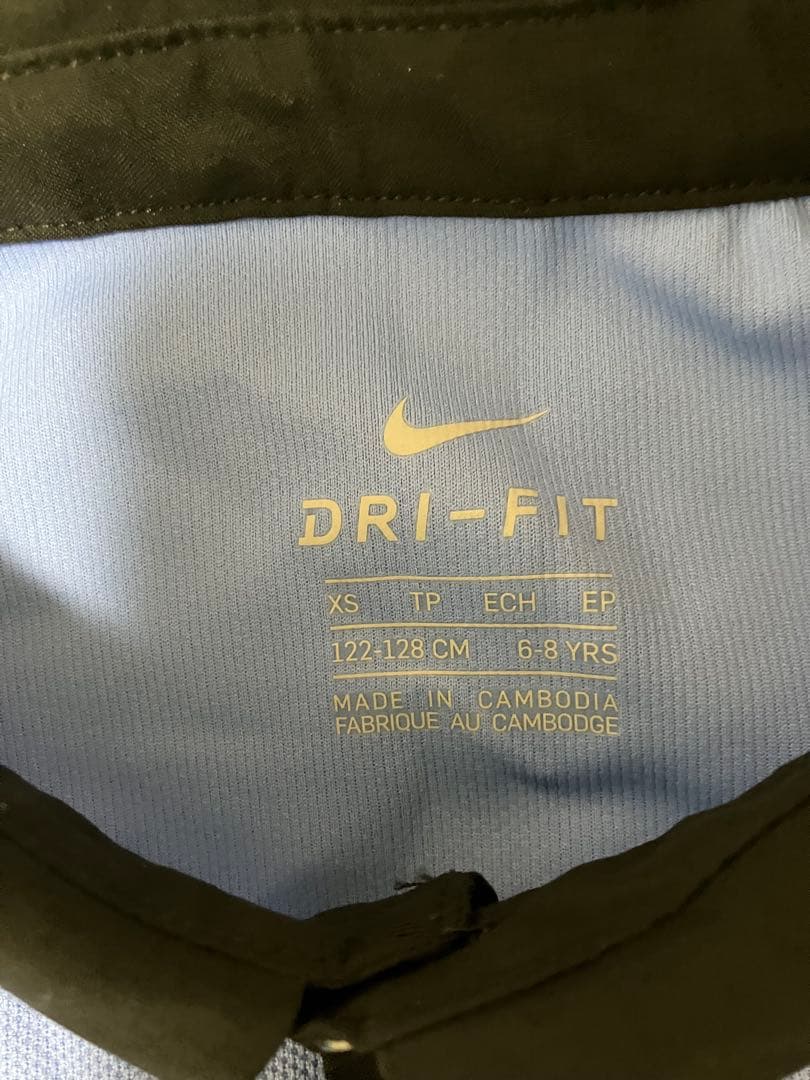 DRI-FIT
XS TP ECH EP
122-128 CM 6-8 YRS
MADE IN CAMBODIA
FABRIQUE AU CAMBODGE